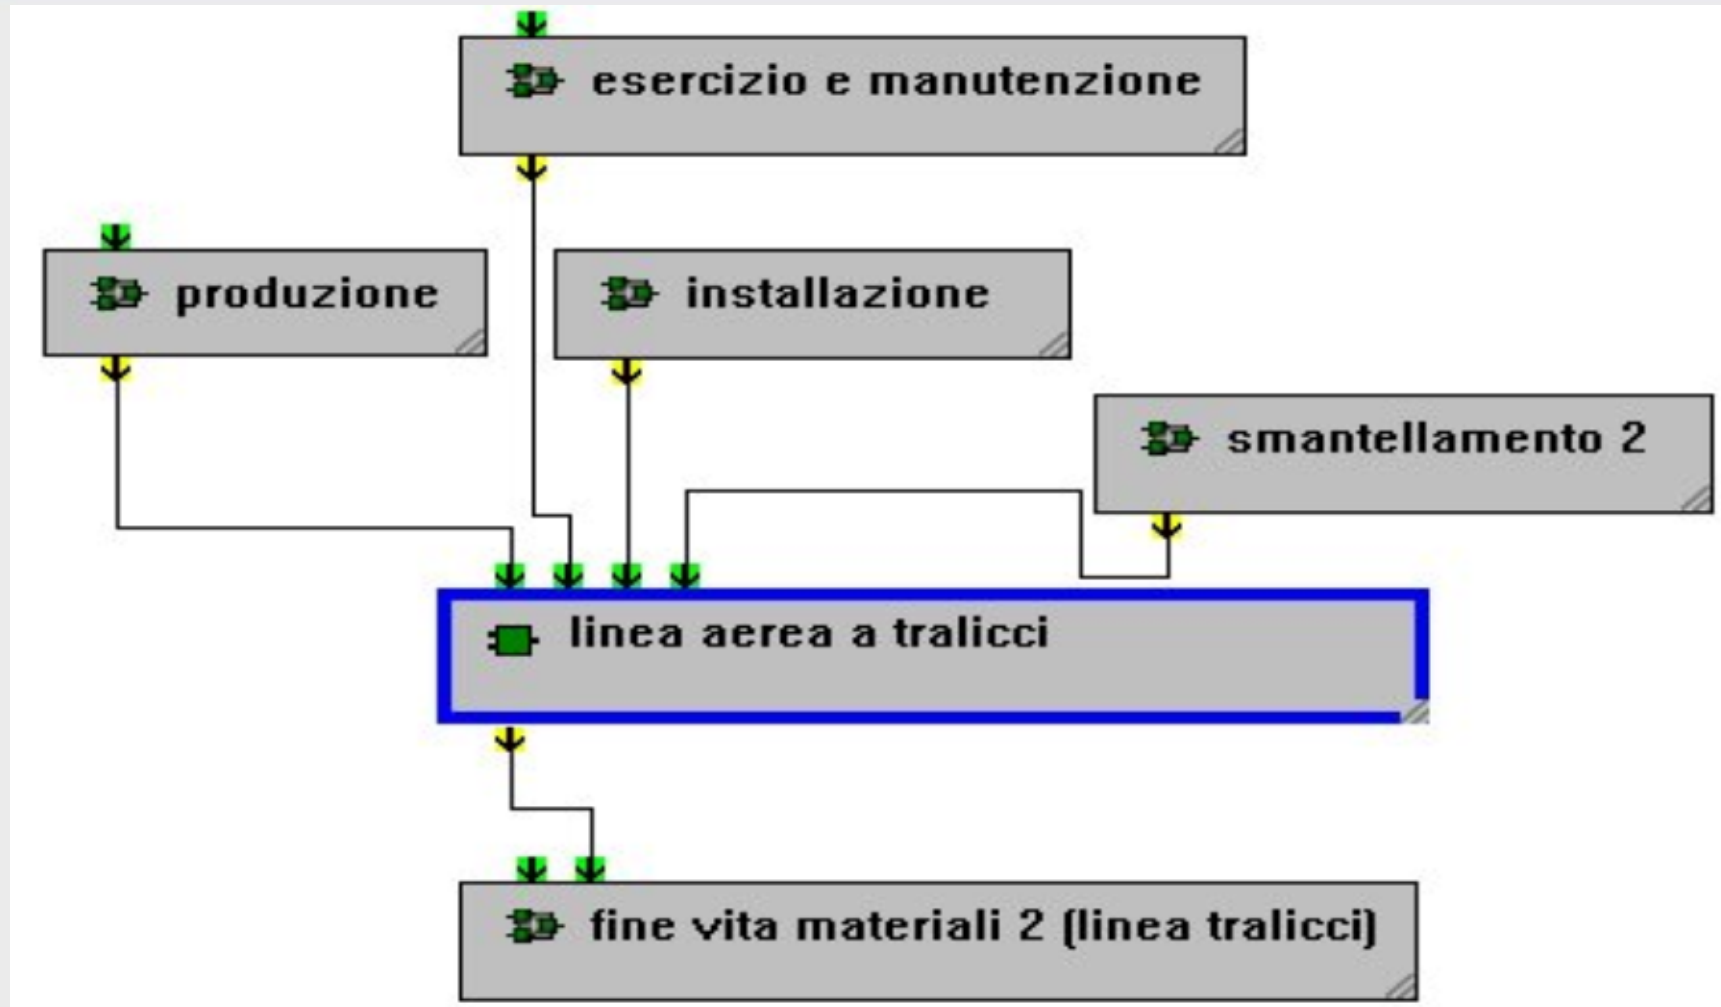 esercizio e manutenzione
produzione
installazione
smantellamento 2
linea aerea a tralicci
fine vita materiali 2 (linea tralicci)